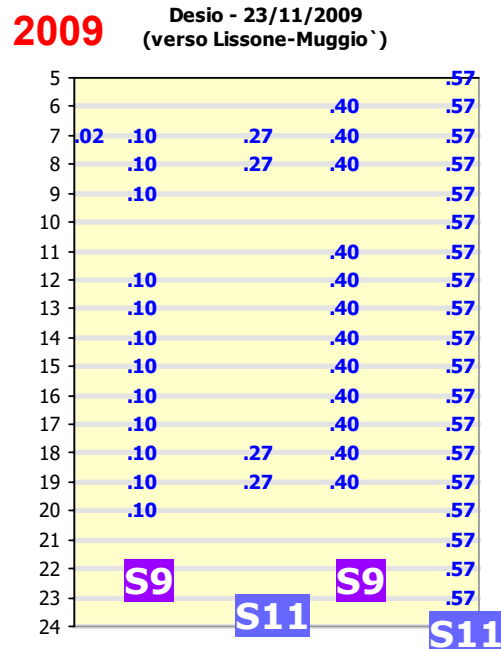 2009
Desio - 23/11/2009
(verso Lissone-Muggio`)
5 .57
6 .40 .57
7 .02 .10 .27 .40 .57
8 .10 .27 .40 .57
9 .10 .57
10 .57
11 .40 .57
12 .10 .40 .57
13 .10 .40 .57
14 .10 .40 .57
15 .10 .40 .57
16 .10 .40 .57
17 .10 .40 .57
18 .10 .27 .40 .57
19 .10 .27 .40 .57
20 .10 .57
21 .57
22 .57
23 .57
24
S9 S9
S11 S11